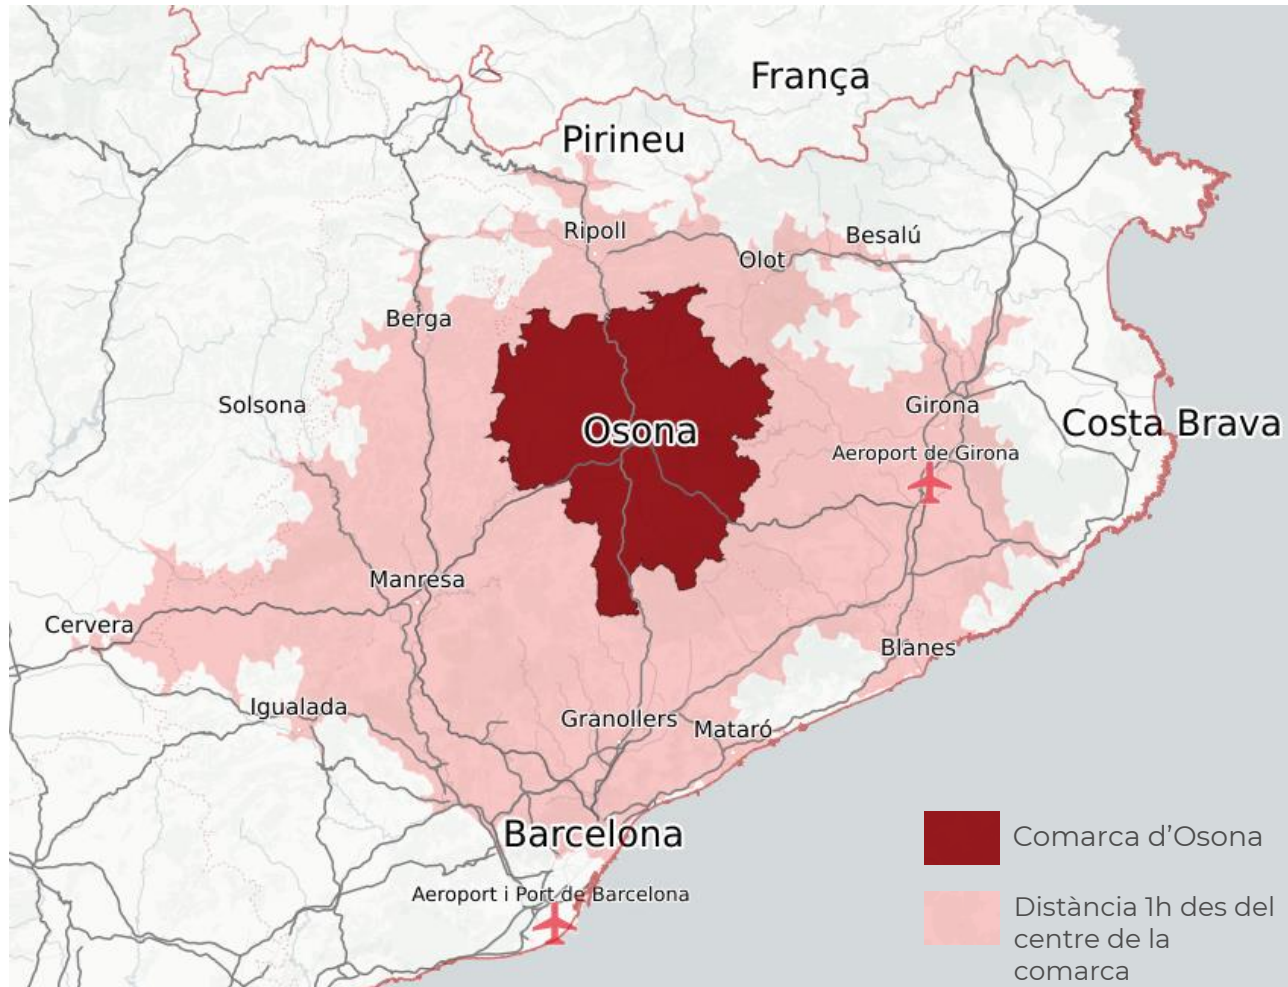 França
Pirineu
Ripoll
Besalú
Olot
Berga
Solsona
Girona
Costa Brava
Osona
Aeroport de Girona
Manresa
Cervera
Blanes
Igualada
Granollers
Mataró
Barcelona
Aeroport i Port de Barcelona
Comarca d’Osona
Distància 1h des del
centre de la
comarca